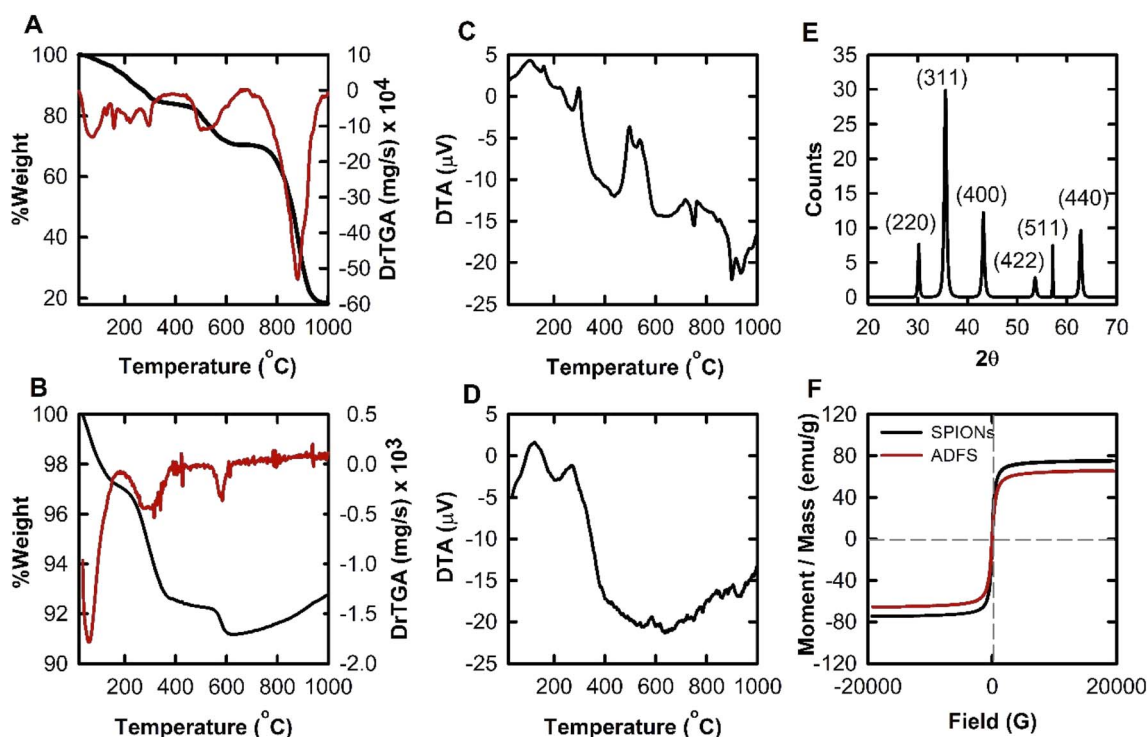 A
100
80
60
40
20
%Weight
10
0
-10
-20
-30
-40
-50
-60
DrTGA (mg/s) x 10⁴
200 400 600 800 1000
Temperature (°C)
C
5
0
-5
-10
-15
-20
-25
DTA (μV)
200 400 600 800 1000
Temperature (°C)
E
35
30
25
20
15
10
5
0
Counts
(311)
(400)
(440)
(220)
(511)
(422)
20 30 40 50 60 70
2θ
B
100
98
96
94
92
90
%Weight
0.5
0.0
-0.5
-1.0
-1.5
-2.0
DrTGA (mg/s) x 10³
200 400 600 800 1000
Temperature (°C)
D
5
0
-5
-10
-15
-20
-25
DTA (μV)
200 400 600 800 1000
Temperature (°C)
F
120
80
40
0
-40
-80
-120
Moment / Mass (emu/g)
SPIONs
ADFS
-20000 0 20000
Field (G)